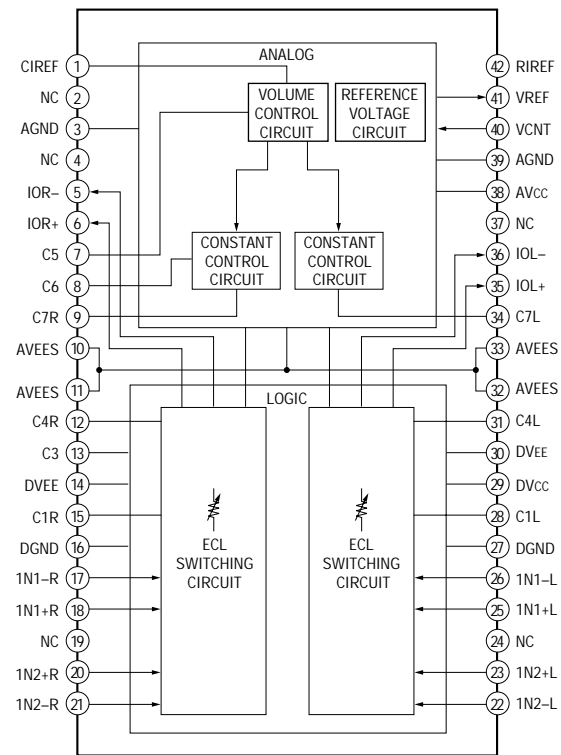 ANALOG
CIREF 1
NC 2
AGND 3
NC 4
IOR– 5
IOR+ 6
C5 7
C6 8
C7R 9
AVEES 10
AVEES 11
C4R 12
C3 13
DVEE 14
C1R 15
DGND 16
1N1–R 17
1N1+R 18
NC 19
1N2+R 20
1N2–R 21
VOLUME
CONTROL
CIRCUIT
REFERENCE
VOLTAGE
CIRCUIT
CONSTANT
CONTROL
CIRCUIT
CONSTANT
CONTROL
CIRCUIT
LOGIC
ECL
SWITCHING
CIRCUIT
ECL
SWITCHING
CIRCUIT
42 RIREF
41 VREF
40 VCNT
39 AGND
38 AVCC
37 NC
36 IOL–
35 IOL+
34 C7L
33 AVEES
32 AVEES
31 C4L
30 DVEE
29 DVCC
28 C1L
27 DGND
26 1N1–L
25 1N1+L
24 NC
23 1N2+L
22 1N2–L